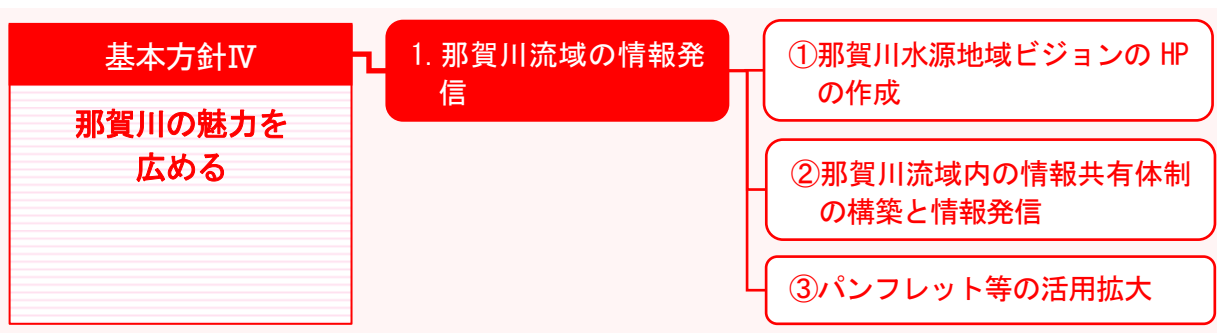 基本方針Ⅳ
那賀川の魅力を
広める
1. 那賀川流域の情報発
信
①那賀川水源地域ビジョンの HP
の作成
②那賀川流域内の情報共有体制
の構築と情報発信
③パンフレット等の活用拡大